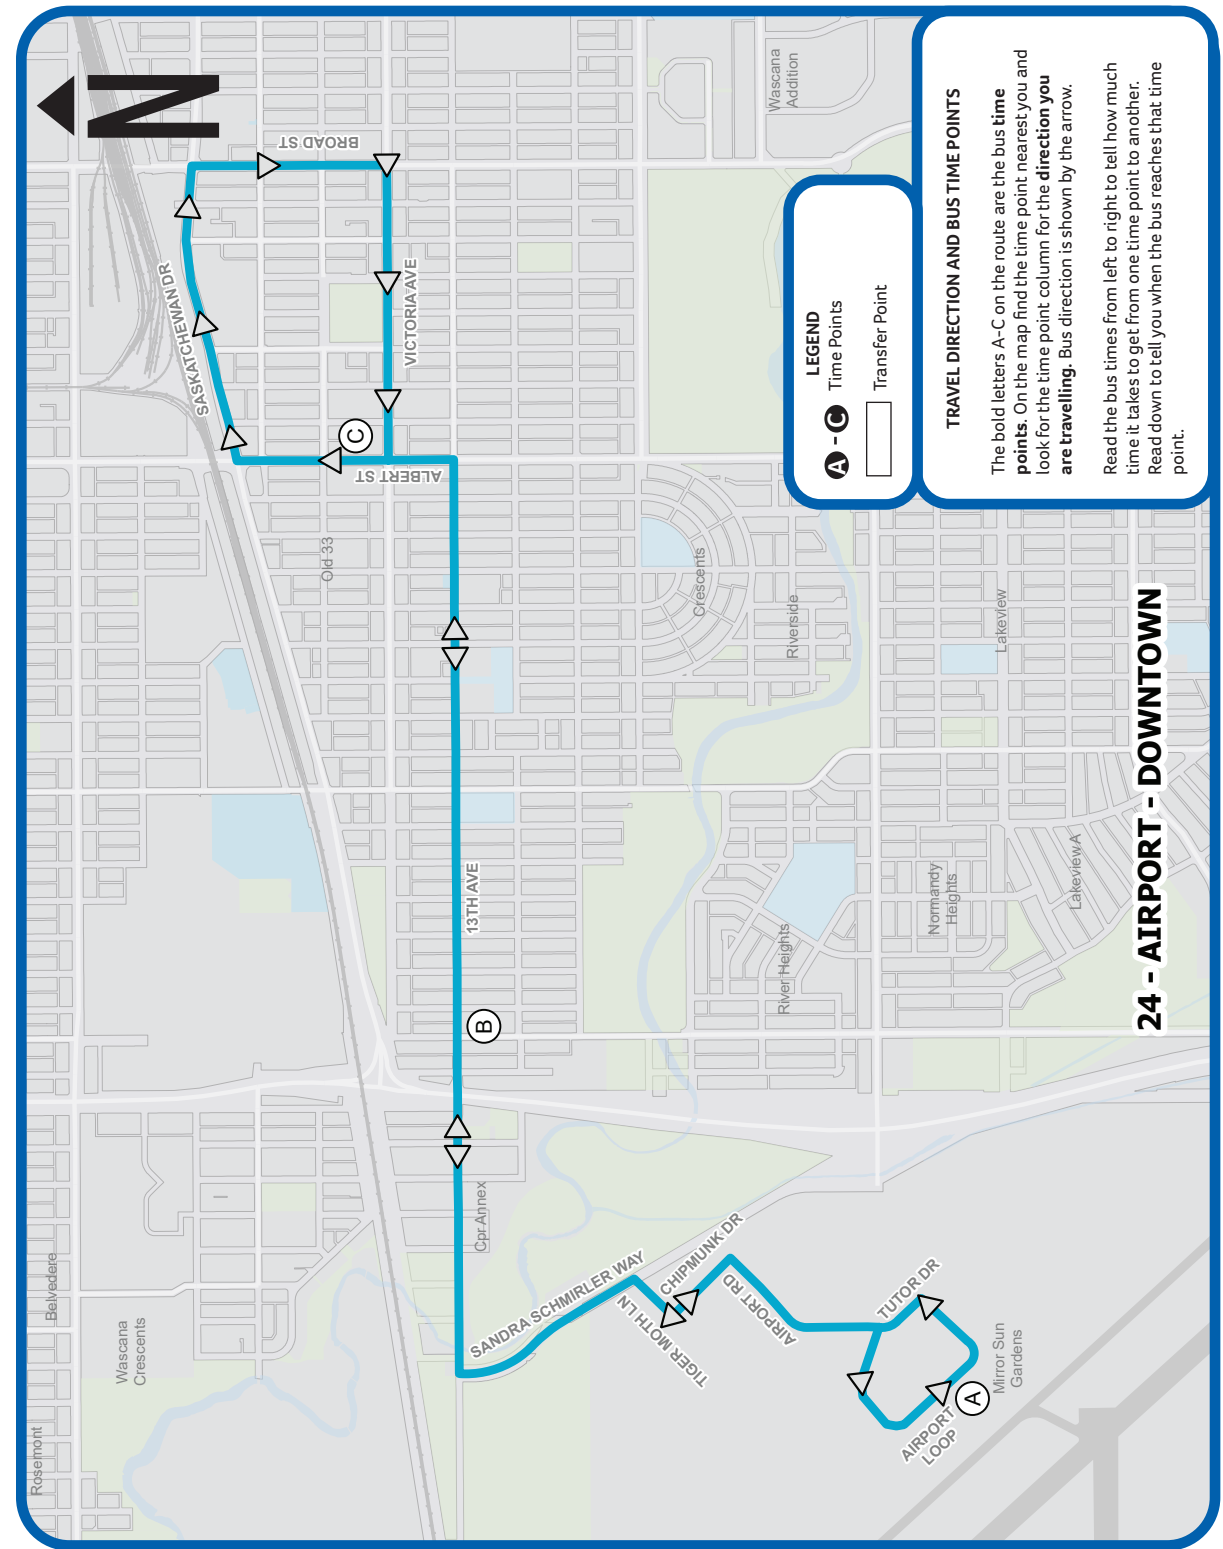 24 - AIRPORT - DOWNTOWN
N
Rosemont
Belvedere
Wascana
Crescents
Cpr Annex
Old 33
Wascana
Addition
Crescents
Riverside
River Heights
Normandy
Heights
Lakeview
Lakeview A
Mirror Sun
Gardens
SASKATCHEWAN DR
BROAD ST
VICTORIA AVE
ALBERT ST
13TH AVE
SANDRA SCHMIRLER WAY
TIGER MOTH LN
CHIPMUNK DR
AIRPORT RD
TUTOR DR
AIRPORT
LOOP
A
B
C
LEGEND
A - C Time Points
Transfer Point
TRAVEL DIRECTION AND BUS TIME POINTS
The bold letters A-C on the route are the bus time
points. On the map find the time point nearest you and
look for the time point column for the direction you
are travelling. Bus direction is shown by the arrow.
Read the bus times from left to right to tell how much
time it takes to get from one time point to another.
Read down to tell you when the bus reaches that time
point.